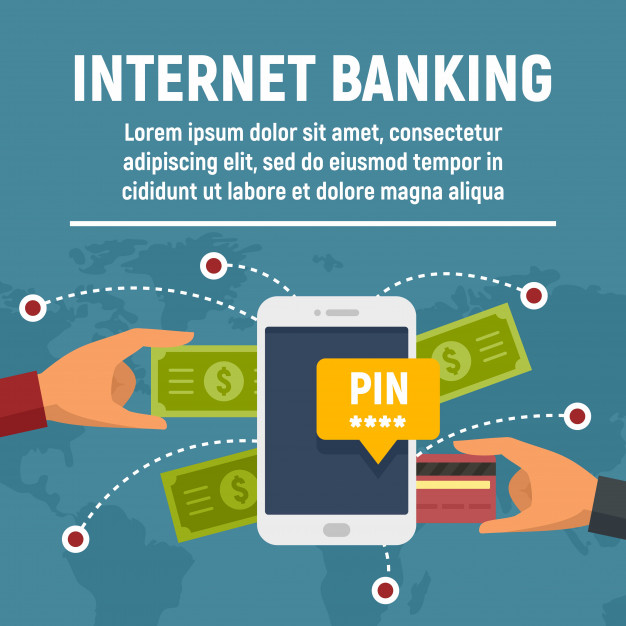 INTERNET BANKING
Lorem ipsum dolor sit amet, consectetur
adipiscing elit, sed do eiusmod tempor in
cididunt ut labore et dolore magna aliqua
$
$
PIN
****
$